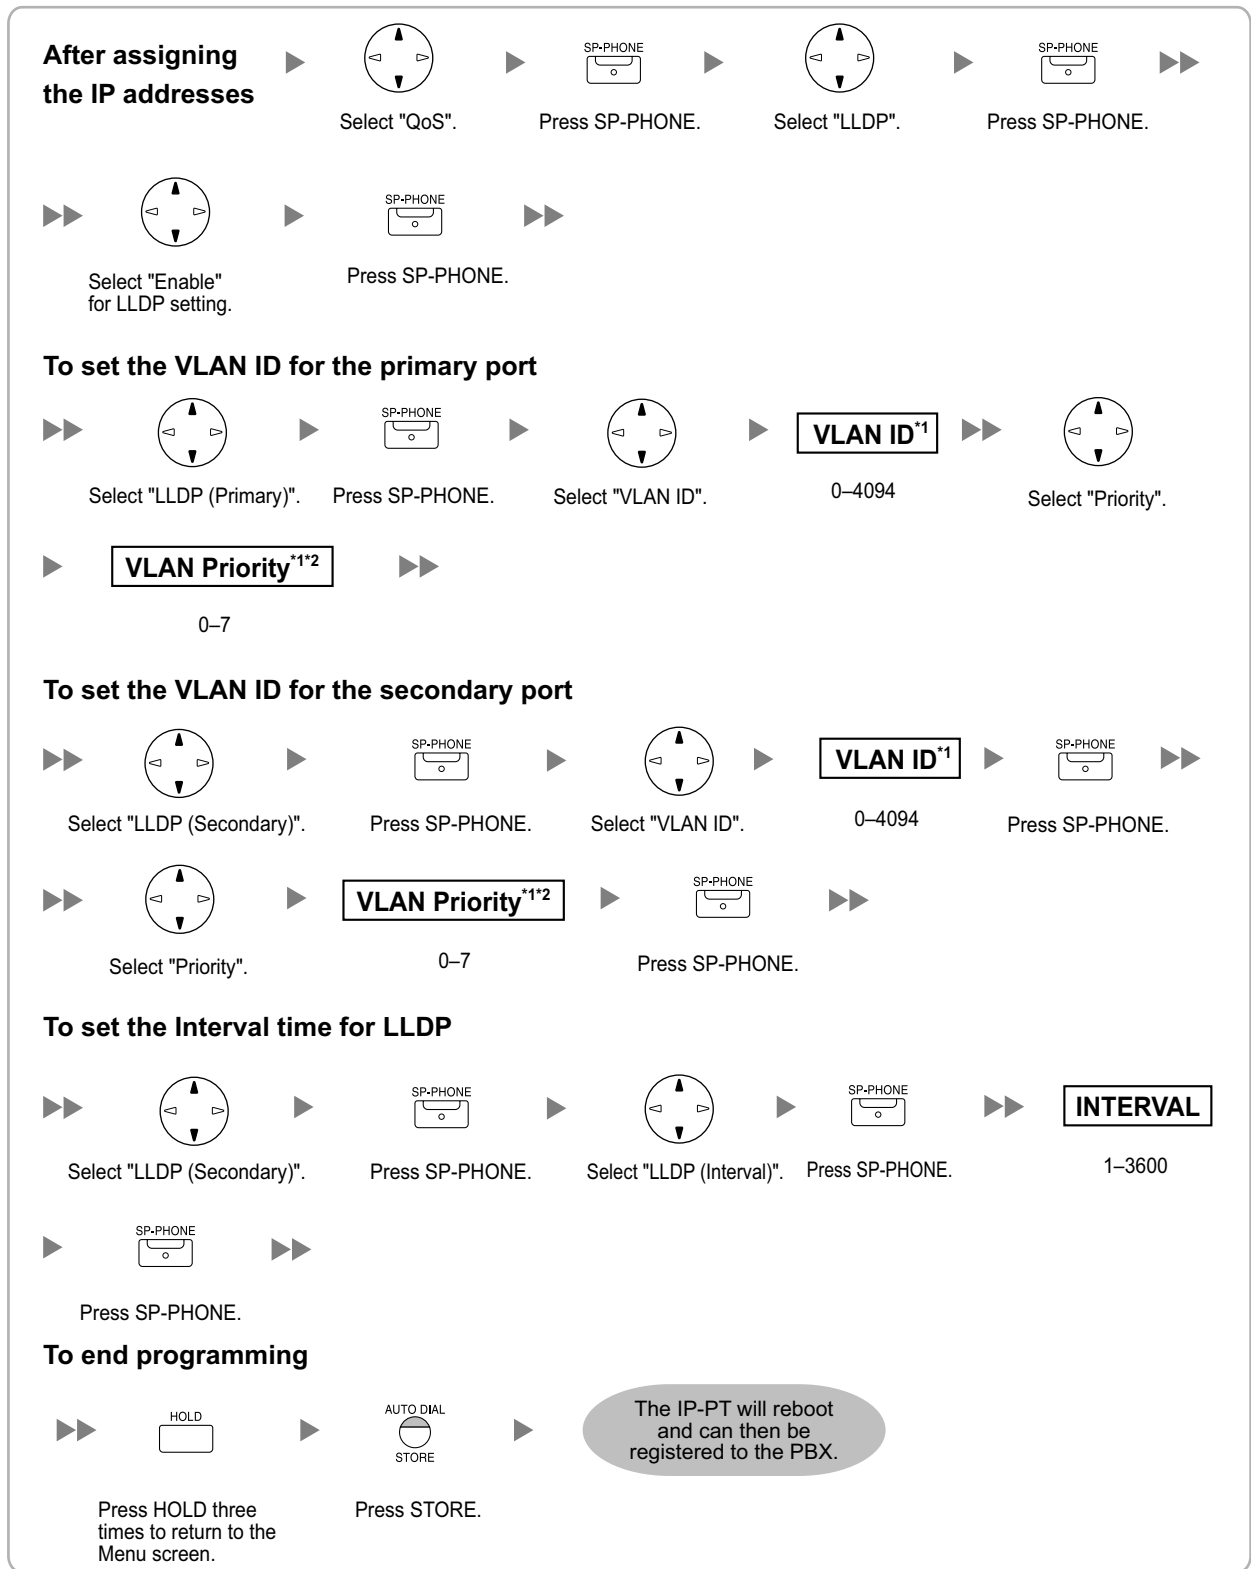 After assigning
the IP addresses
SP-PHONE
SP-PHONE
Select "QoS".
Press SP-PHONE.
Select "LLDP".
Press SP-PHONE.
SP-PHONE
Select "Enable"
for LLDP setting.
Press SP-PHONE.
To set the VLAN ID for the primary port
SP-PHONE
VLAN ID*1
Select "LLDP (Primary)".
Press SP-PHONE.
Select "VLAN ID".
0–4094
Select "Priority".
VLAN Priority*1*2
0–7
To set the VLAN ID for the secondary port
SP-PHONE
VLAN ID*1
SP-PHONE
Select "LLDP (Secondary)".
Press SP-PHONE.
Select "VLAN ID".
0–4094
Press SP-PHONE.
VLAN Priority*1*2
SP-PHONE
Select "Priority".
0–7
Press SP-PHONE.
To set the Interval time for LLDP
SP-PHONE
SP-PHONE
INTERVAL
Select "LLDP (Secondary)".
Press SP-PHONE.
Select "LLDP (Interval)".
Press SP-PHONE.
1–3600
SP-PHONE
Press SP-PHONE.
To end programming
HOLD
AUTO DIAL
STORE
The IP-PT will reboot
and can then be
registered to the PBX.
Press HOLD three
times to return to the
Menu screen.
Press STORE.